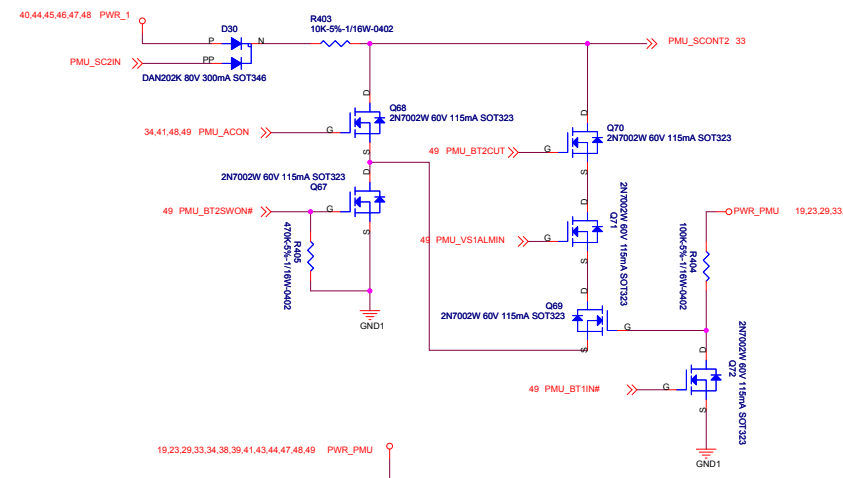 40,44,45,46,47,48 PWR_1
D30
R403
10K-5%-1/16W-0402
P
N
PMU_SCONT2 33
PMU_SC2IN
PP
DAN202K 80V 300mA SOT346
D
Q68
2N7002W 60V 115mA SOT323
34,41,48,49 PMU_ACON
G
S
D
Q70
2N7002W 60V 115mA SOT323
49 PMU_BT2CUT
G
S
D
2N7002W 60V 115mA SOT323
Q67
49 PMU_BT2SWON#
G
S
R405
470K-5%-1/16W-0402
GND1
D
2N7002W 60V 115mA SOT323
Q71
49 PMU_VS1ALMIN
G
S
PWR_PMU 19,23,29,33
R404
100K-5%-1/16W-0402
D
Q69
2N7002W 60V 115mA SOT323
G
S
D
2N7002W 60V 115mA SOT323
Q72
49 PMU_BT1IN#
G
S
GND1
19,23,29,33,34,38,39,41,43,44,47,48,49 PWR_PMU